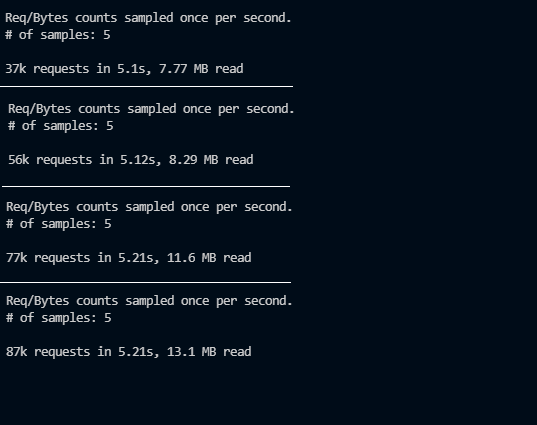 Req/Bytes counts sampled once per second.
# of samples: 5
37k requests in 5.1s, 7.77 MB read
Req/Bytes counts sampled once per second.
# of samples: 5
56k requests in 5.12s, 8.29 MB read
Req/Bytes counts sampled once per second.
# of samples: 5
77k requests in 5.21s, 11.6 MB read
Req/Bytes counts sampled once per second.
# of samples: 5
87k requests in 5.21s, 13.1 MB read